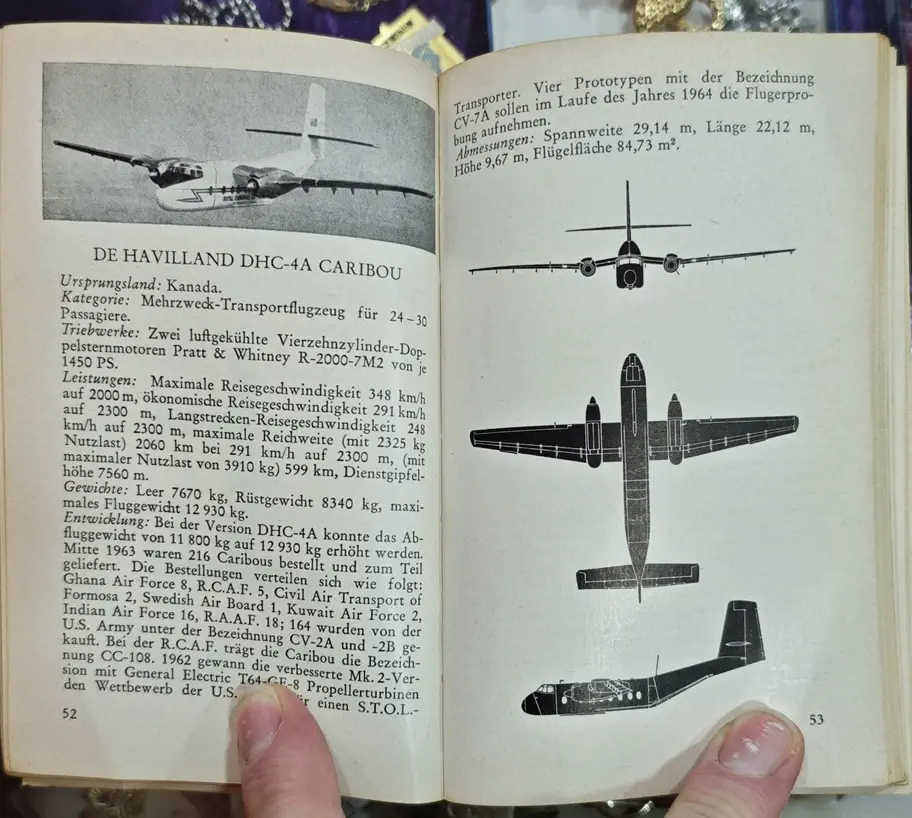 DE HAVILLAND DHC-4A CARIBOU
Ursprungsland: Kanada.
Kategorie: Mehrzweck-Transportflugzeug für 24–30
Passagiere.
Triebwerke: Zwei luftgekühlte Vierzehnzylinder-Dop-
pelsternmotoren Pratt & Whitney R-2000-7M2 von je
1450 PS.
Leistungen: Maximale Reisegeschwindigkeit 348 km/h
auf 2000 m, ökonomische Reisegeschwindigkeit 291 km/h
auf 2300 m, Langstrecken-Reisegeschwindigkeit 248
km/h auf 2300 m, maximale Reichweite (mit 2325 kg
Nutzlast) 2060 km bei 291 km/h auf 2300 m, (mit
maximaler Nutzlast von 3910 kg) 599 km, Dienstgipfel-
höhe 7560 m.
Gewichte: Leer 7670 kg, Rüstgewicht 8340 kg, maxi-
males Fluggewicht 12 930 kg.
Entwicklung: Bei der Version DHC-4A konnte das Ab-
fluggewicht von 11 800 kg auf 12 930 kg erhöht werden.
Mitte 1963 waren 216 Caribous bestellt und zum Teil
geliefert. Die Bestellungen verteilen sich wie folgt:
Ghana Air Force 8, R.C.A.F. 5, Civil Air Transport of
Formosa 2, Swedish Air Board 1, Kuwait Air Force 2,
Indian Air Force 16, R.A.A.F. 18; 164 wurden von der
U.S. Army unter der Bezeichnung CV-2A und -2B ge-
kauft. Bei der R.C.A.F. trägt die Caribou die Bezeich-
nung CC-108. 1962 gewann die verbesserte Mk. 2-Ver-
sion mit General Electric T64-GE-8 Propellerturbinen
den Wettbewerb der U.S. für einen S.T.O.L.-
52
Transporter. Vier Prototypen mit der Bezeichnung
CV-7A sollen im Laufe des Jahres 1964 die Flugerpro-
bung aufnehmen.
Abmessungen: Spannweite 29,14 m, Länge 22,12 m,
Höhe 9,67 m, Flügelfläche 84,73 m².
53